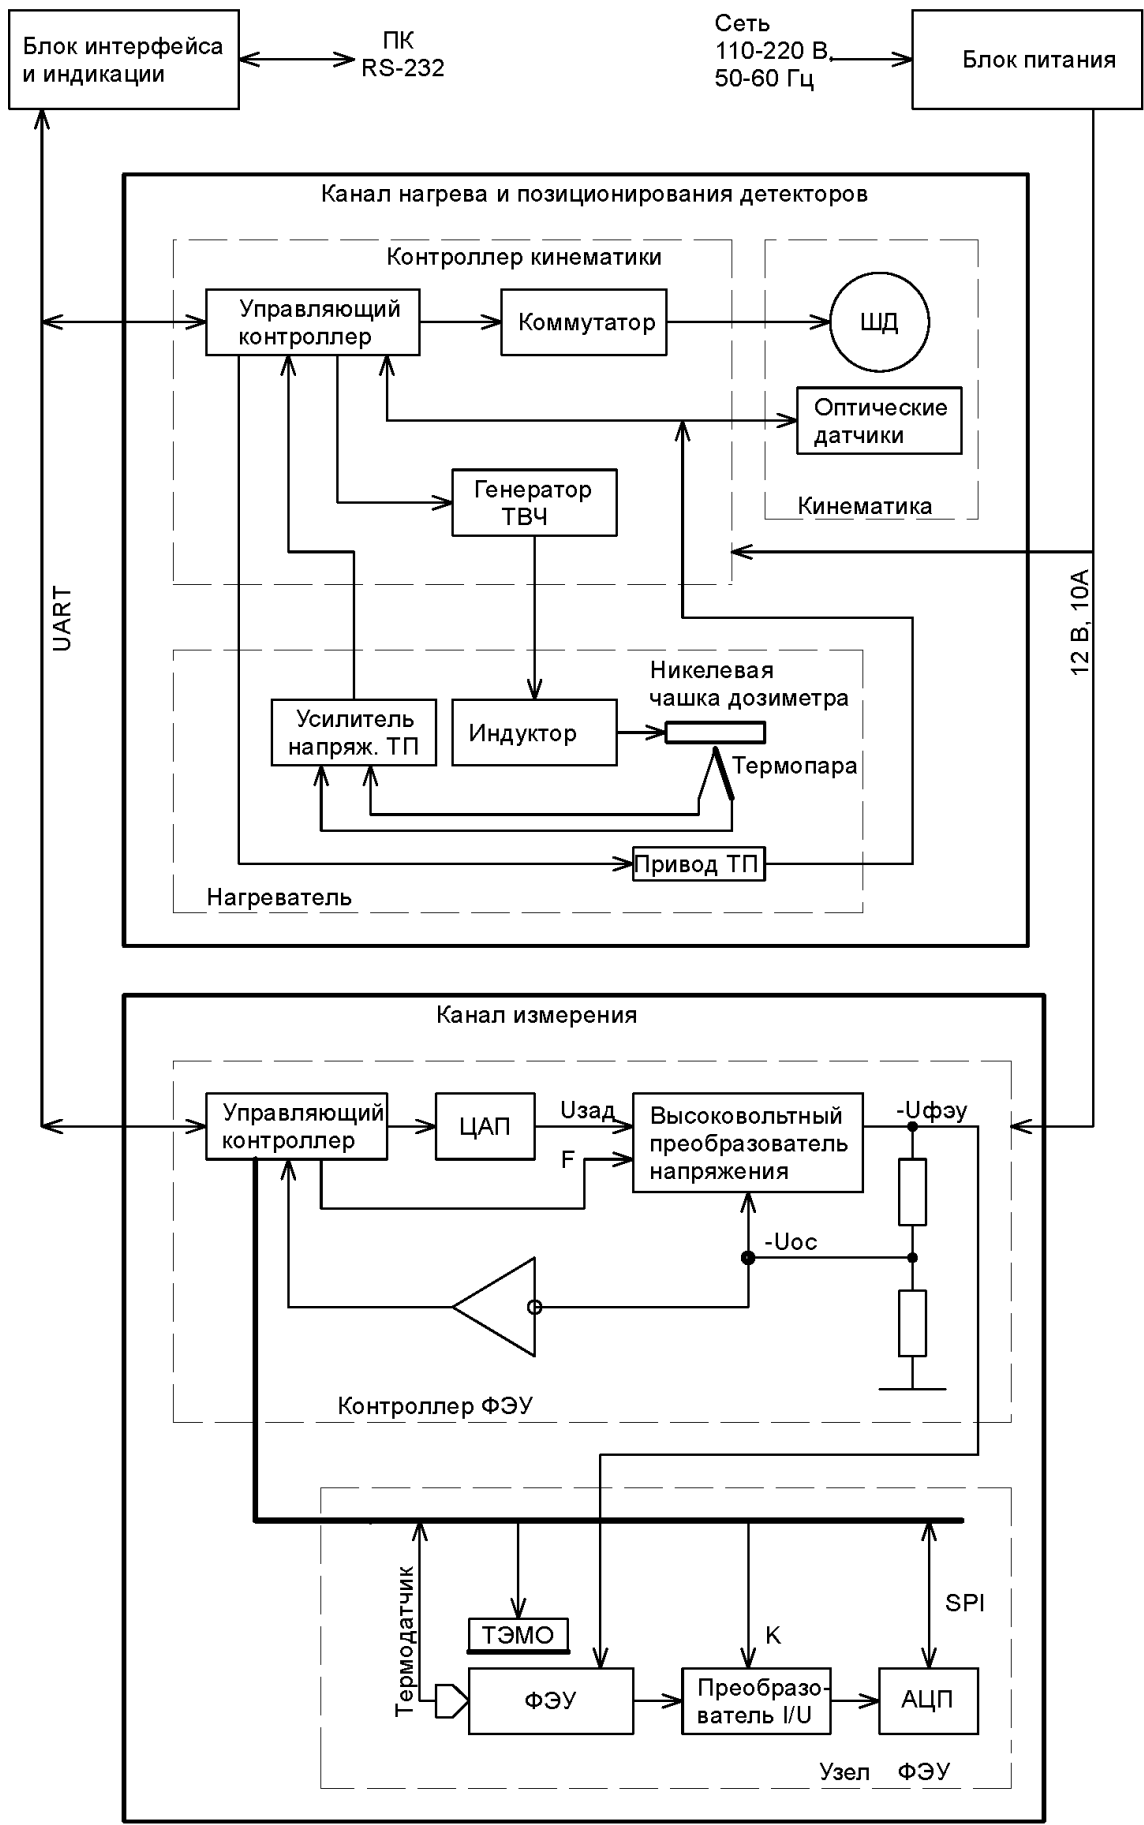 Блок интерфейса
и индикации
ПК
RS-232
Сеть
110-220 В,
50-60 Гц
Блок питания
Канал нагрева и позиционирования детекторов
Контроллер кинематики
Управляющий
контроллер
Коммутатор
ШД
Оптические
датчики
Генератор
ТВЧ
Кинематика
UART
12 В, 10А
Никелевая
чашка дозиметра
Усилитель
напряж. ТП
Индуктор
Термопара
Привод ТП
Нагреватель
Канал измерения
Управляющий
контроллер
ЦАП
Uзад
F
Высоковольтный
преобразователь
напряжения
-Uфэу
-Uос
Контроллер ФЭУ
Термодатчик
ТЭМО
K
SPI
ФЭУ
Преобразо-
ватель I/U
АЦП
Узел ФЭУ